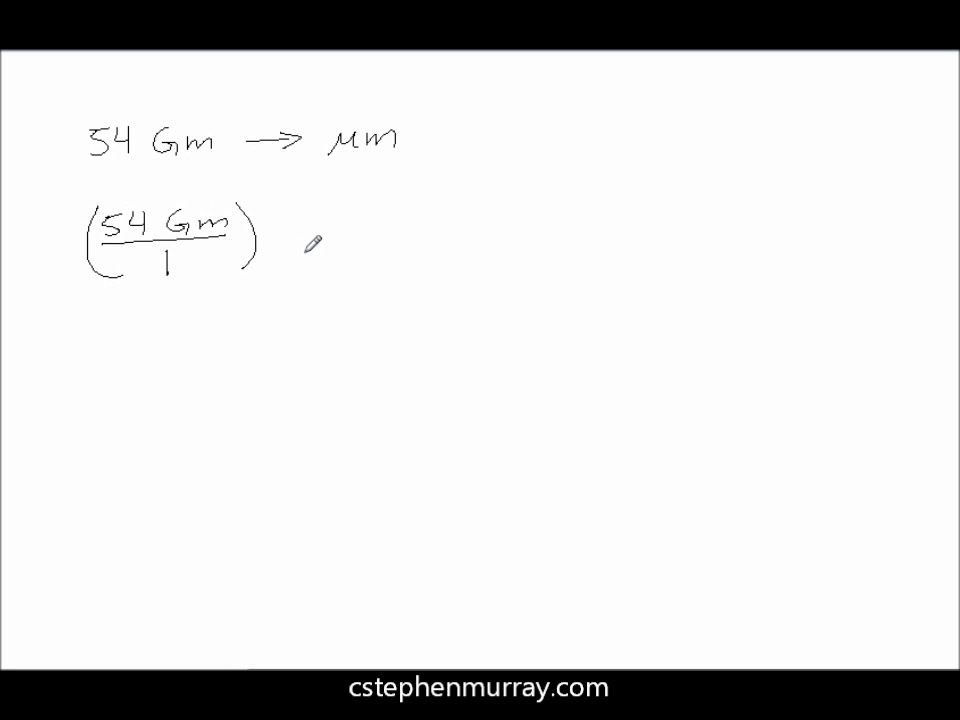 54 Gm → μm
(54 Gm / 1)
cstephenmurray.com